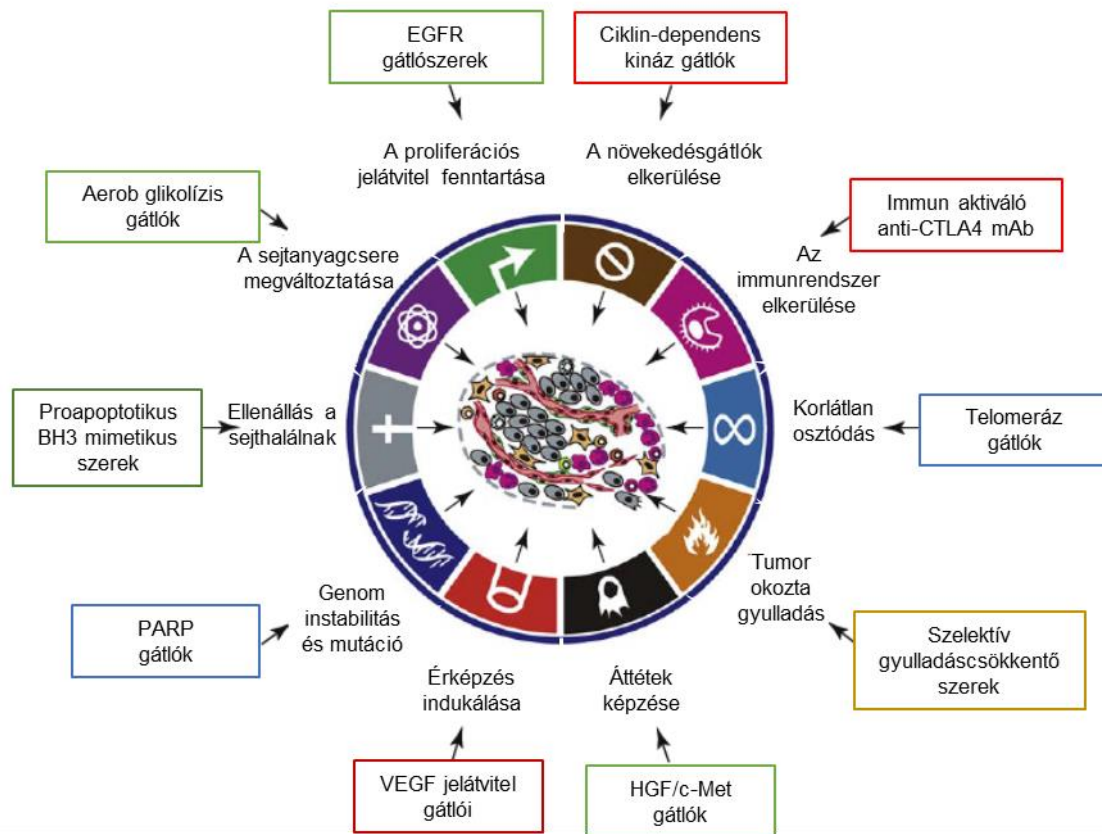 EGFR
gátlószerek
Ciklin-dependens
kináz gátlók
A proliferációs
jelátvitel fenntartása
A növekedésgátlók
elkerülése
Aerob glikolízis
gátlók
Immun aktiváló
anti-CTLA4 mAb
A sejtanyagcsere
megváltoztatása
Az
immunrendszer
elkerülése
Proapoptotikus
BH3 mimetikus
szerek
Ellenállás a
sejthalálnak
Korlátlan
osztódás
Telomeráz
gátlók
Genom
instabilitás
és mutáció
Tumor
okozta
gyulladás
PARP
gátlók
Szelektív
gyulladáscsökkentő
szerek
Érképzés
indukálása
Áttétek
képzése
VEGF jelátvitel
gátlói
HGF/c-Met
gátlók